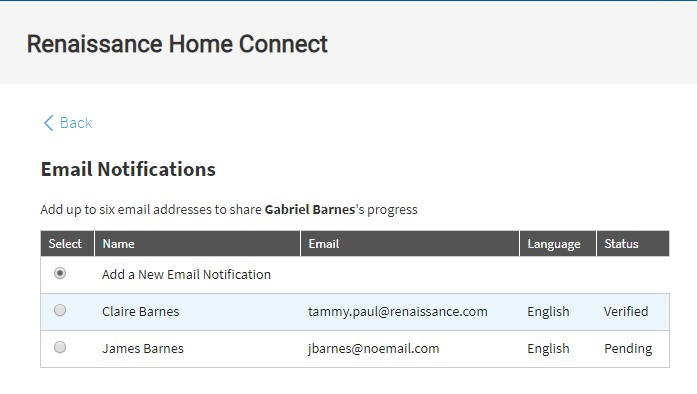 Renaissance Home Connect
Back
Email Notifications
Add up to six email addresses to share Gabriel Barnes's progress
Select Name Email Language Status
Add a New Email Notification
Claire Barnes tammy.paul@renaissance.com English Verified
James Barnes jbarnes@noemail.com English Pending